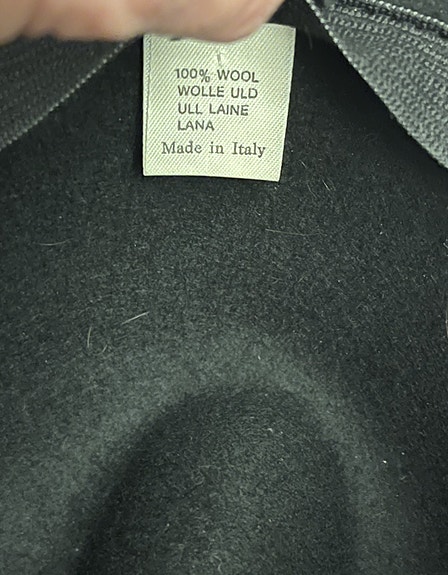 100% WOOL
WOLLE ULD
ULL LAINE
LANA
Made in Italy